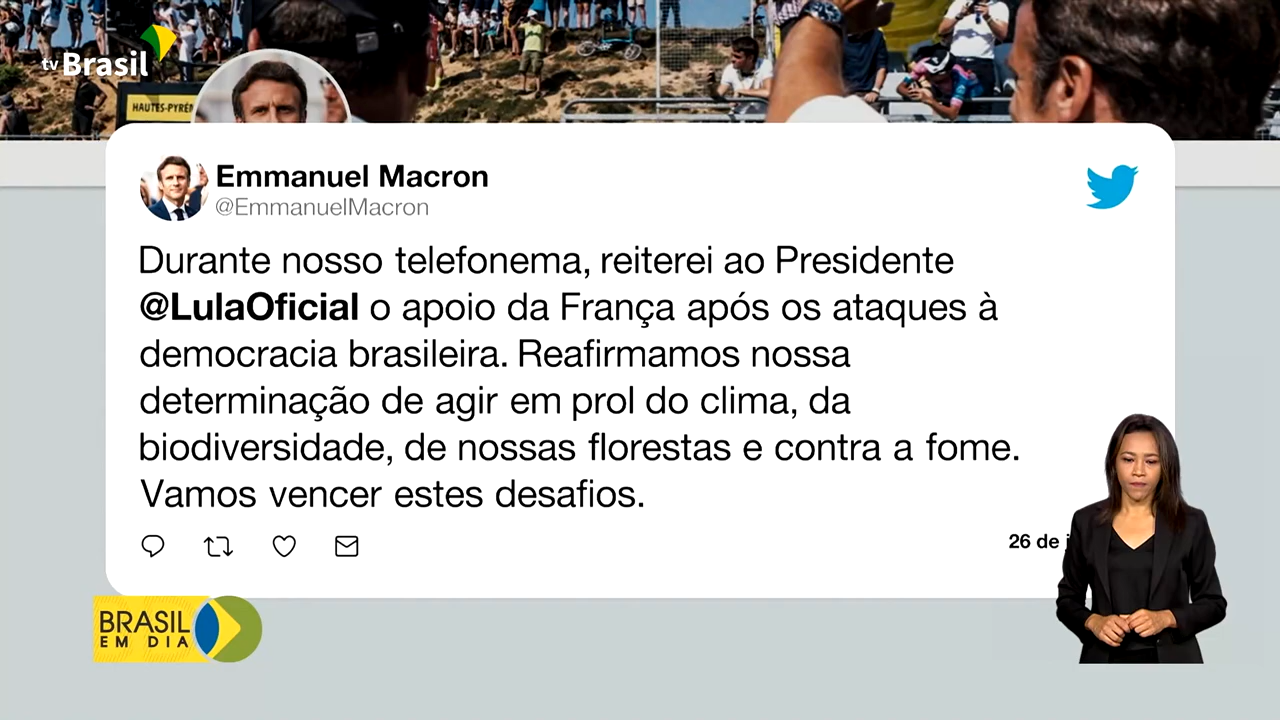 tv Brasil
HAUTES-PYRÉN
Emmanuel Macron
@EmmanuelMacron
Durante nosso telefonema, reiterei ao Presidente
@LulaOficial o apoio da França após os ataques à
democracia brasileira. Reafirmamos nossa
determinação de agir em prol do clima, da
biodiversidade, de nossas florestas e contra a fome.
Vamos vencer estes desafios.
26 de j
BRASIL
EM DIA